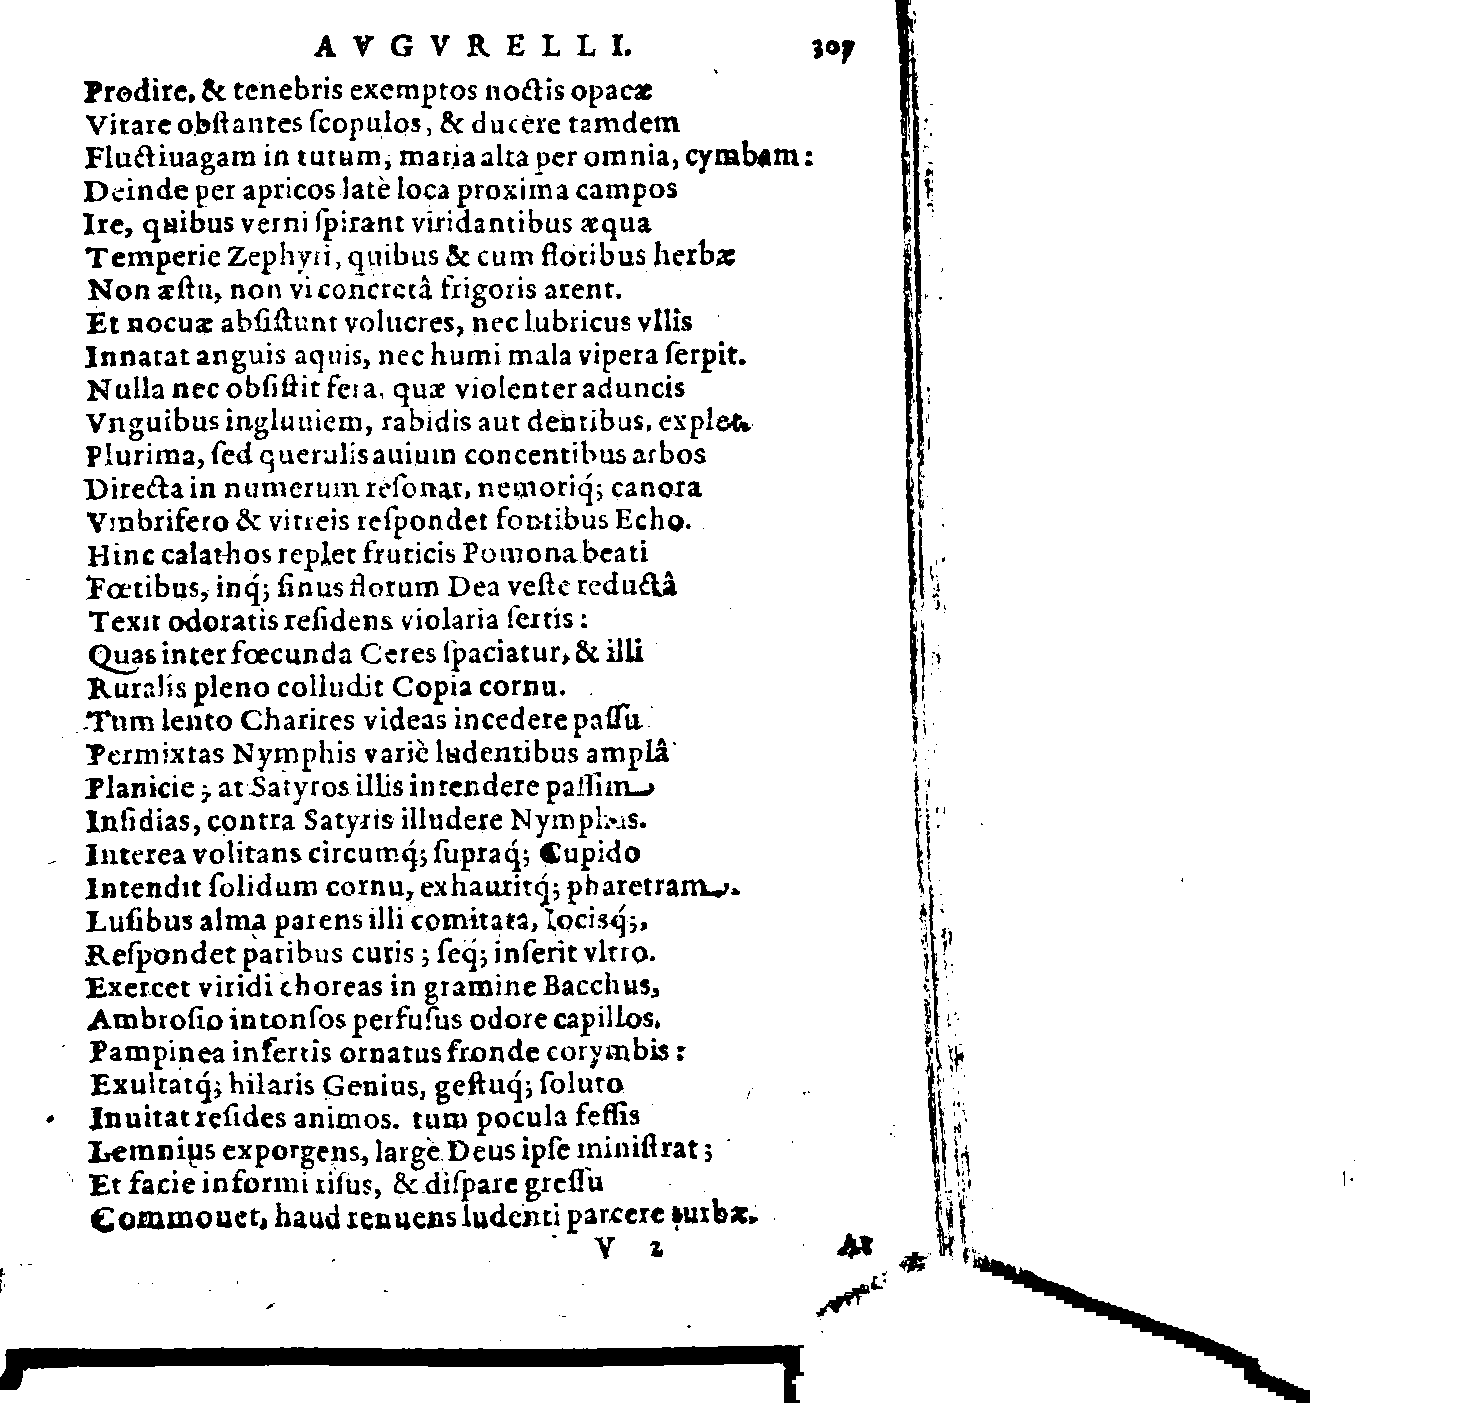 AVGVRELLI. 307
Prodire, & tenebris exemptos noctis opacæ
Vitare obstantes ſcopulos, & ducere tamdem
Fluctiuagam in tutum, maria alta per omnia, cymbam:
Deinde per apricos latè loca proxima campos
Ire, quibus verni ſpirant viridantibus æqua
Temperie Zephyri, quibus & cum floribus herbæ
Non æſtu, non vi concretâ frigoris arent.
Et nocuæ abſiſtunt volucres, nec lubricus vllis
Innatat anguis aquis, nec humi mala vipera ſerpit.
Nulla nec obſiſtit fera, quæ violenter aduncis
Vnguibus ingluuiem, rabidis aut dentibus, explet.
Plurima, ſed querulis auium concentibus arbos
Directa in numerum reſonat, nemoriq́; canora
Vmbrifero & vitreis reſpondet fontibus Echo.
Hinc calathos replet fruticis Pomona beati
Fœtibus, inq́; ſinus florum Dea veſte reductâ
Texit odoratis reſidens violaria ſertis:
Quas inter fœcunda Ceres ſpaciatur, & illi
Ruralis pleno colludit Copia cornu.
Tum lento Charites videas incedere paſſu
Permixtas Nymphis variè ludentibus amplâ
Planicie; at Satyros illis intendere paſſim
Inſidias, contra Satyris illudere Nymphas.
Interea volitans circumq́; ſupraq́; Cupido
Intendit ſolidum cornu, exhauritq́; pharetram.
Luſibus alma parens illi comitata, Iocisq́;,
Reſpondet paribus curis; ſeq́; inſerit vltro.
Exercet viridi choreas in gramine Bacchus,
Ambroſio intonſos perfuſus odore capillos,
Pampinea inſertis ornatus fronde corymbis:
Exultatq́; hilaris Genius, geſtuq́; ſoluto
Inuitat reſides animos. tum pocula feſſis
Lemnius exporgens, largè Deus ipſe miniſtrat;
Et facie informi riſus, & diſpare greſſu
Commouet, haud renuens ludenti parcere turbæ.
V 2 At